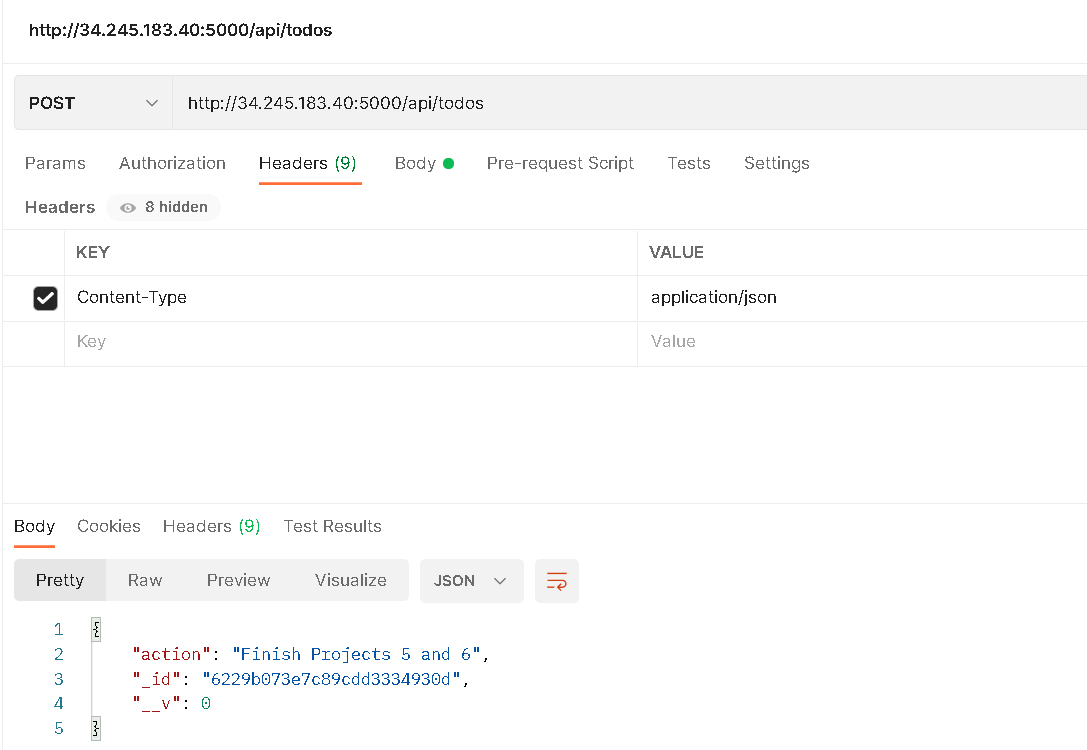 http://34.245.183.40:5000/api/todos
POST http://34.245.183.40:5000/api/todos
Params Authorization Headers (9) Body Pre-request Script Tests Settings
Headers 8 hidden
KEY VALUE
Content-Type application/json
Key Value
Body Cookies Headers (9) Test Results
Pretty Raw Preview Visualize JSON
1 {
2 "action": "Finish Projects 5 and 6",
3 "_id": "6229b073e7c89cdd3334930d",
4 "__v": 0
5 }